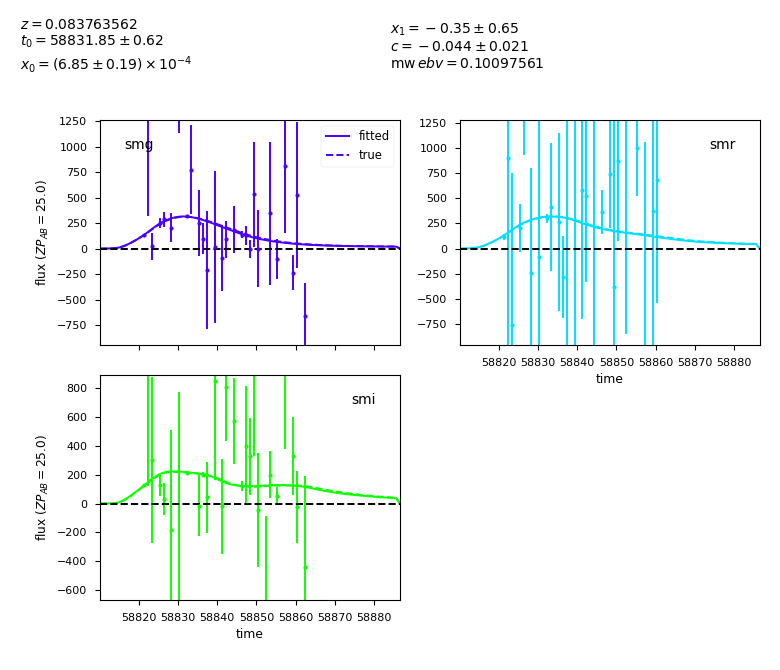 z = 0.083763562
t₀ = 58831.85 ± 0.62
x₀ = (6.85 ± 0.19) × 10⁻⁴
x₁ = −0.35 ± 0.65
c = −0.044 ± 0.021
mw ebv = 0.10097561
smg
fitted
true
1250
1000
750
500
250
0
−250
−500
−750
flux (ZP_AB = 25.0)
smr
1250
1000
750
500
250
0
−250
−500
−750
58820 58830 58840 58850 58860 58870 58880
time
smi
800
600
400
200
0
−200
−400
−600
flux (ZP_AB = 25.0)
58820 58830 58840 58850 58860 58870 58880
time